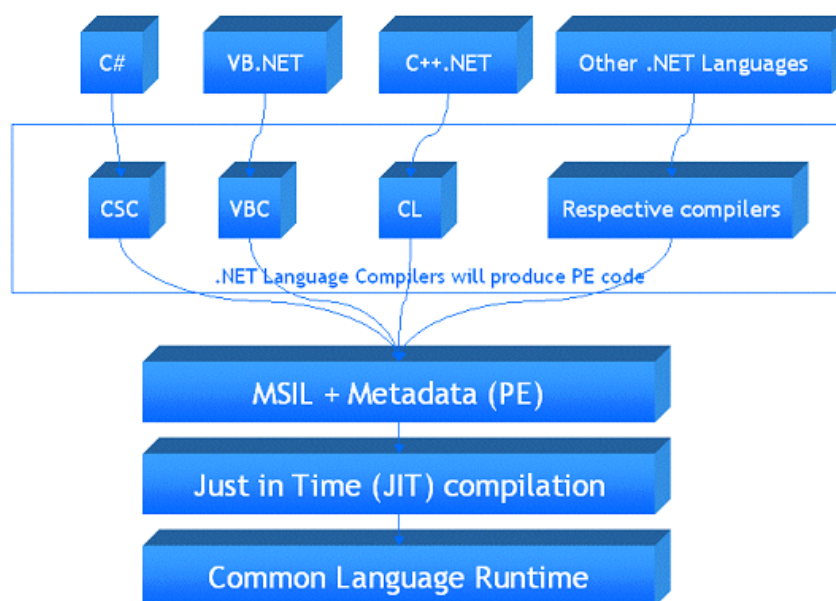 C#
VB.NET
C++.NET
Other .NET Languages
CSC
VBC
CL
Respective compilers
.NET Language Compilers will produce PE code
MSIL + Metadata (PE)
Just in Time (JIT) compilation
Common Language Runtime